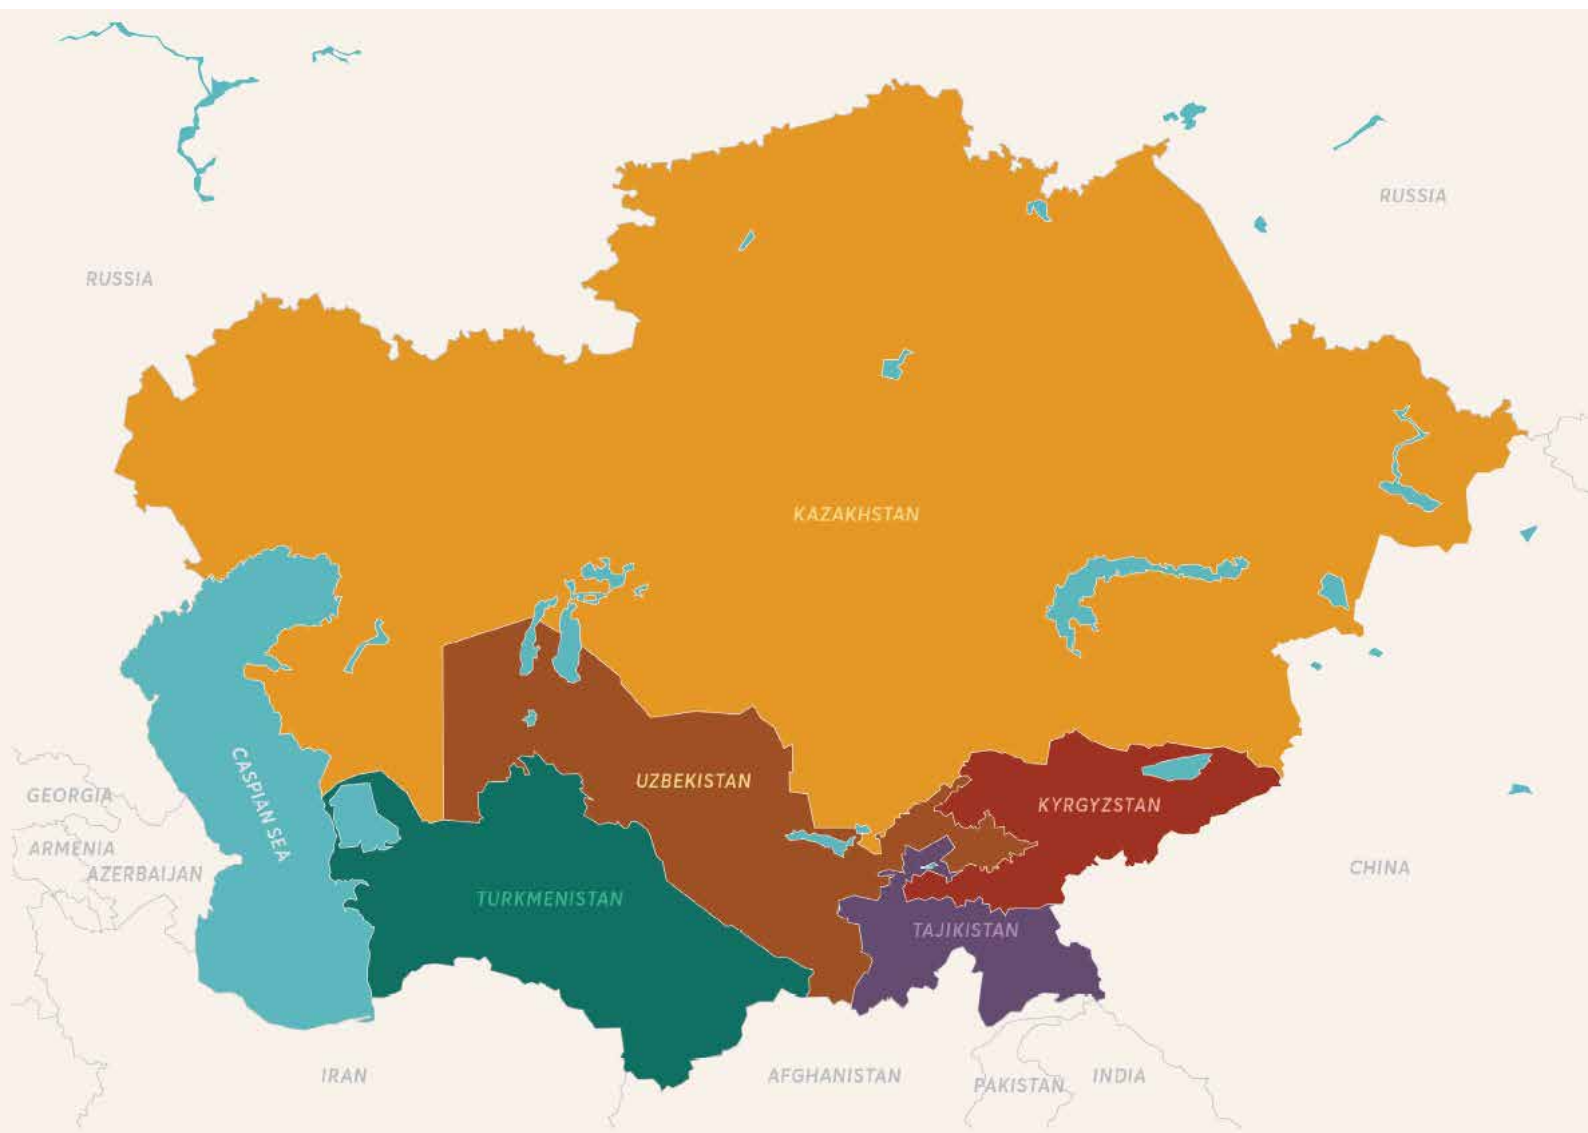 RUSSIA
RUSSIA
KAZAKHSTAN
CASPIAN SEA
UZBEKISTAN
GEORGIA
KYRGYZSTAN
ARMENIA
AZERBAIJAN
CHINA
TURKMENISTAN
TAJIKISTAN
IRAN
AFGHANISTAN
PAKISTAN
INDIA